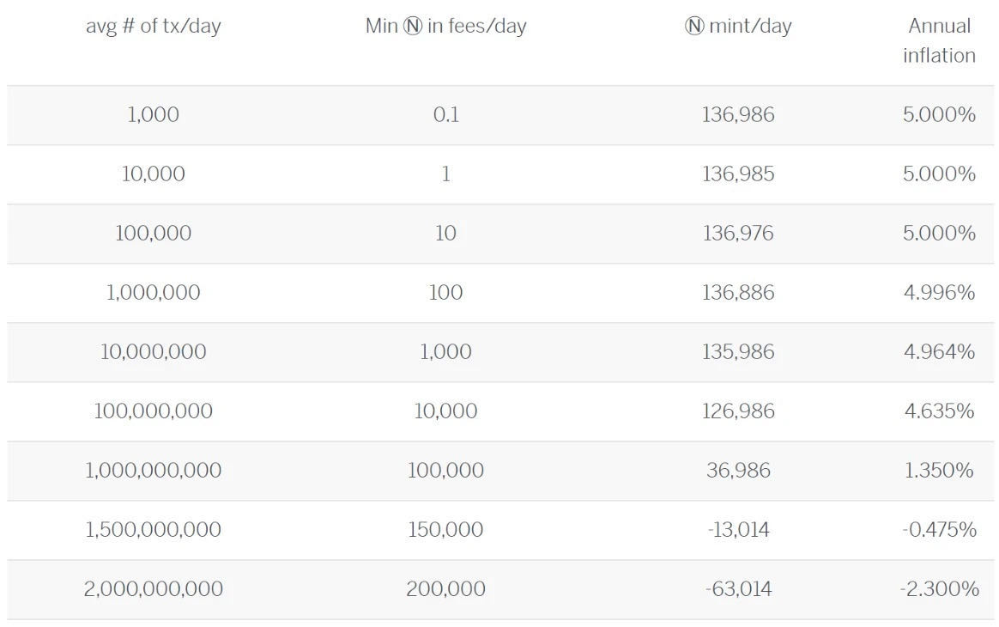 avg # of tx/day Min Ⓝ in fees/day Ⓝ mint/day Annual
inflation
1,000 0.1 136,986 5.000%
10,000 1 136,985 5.000%
100,000 10 136,976 5.000%
1,000,000 100 136,886 4.996%
10,000,000 1,000 135,986 4.964%
100,000,000 10,000 126,986 4.635%
1,000,000,000 100,000 36,986 1.350%
1,500,000,000 150,000 -13,014 -0.475%
2,000,000,000 200,000 -63,014 -2.300%